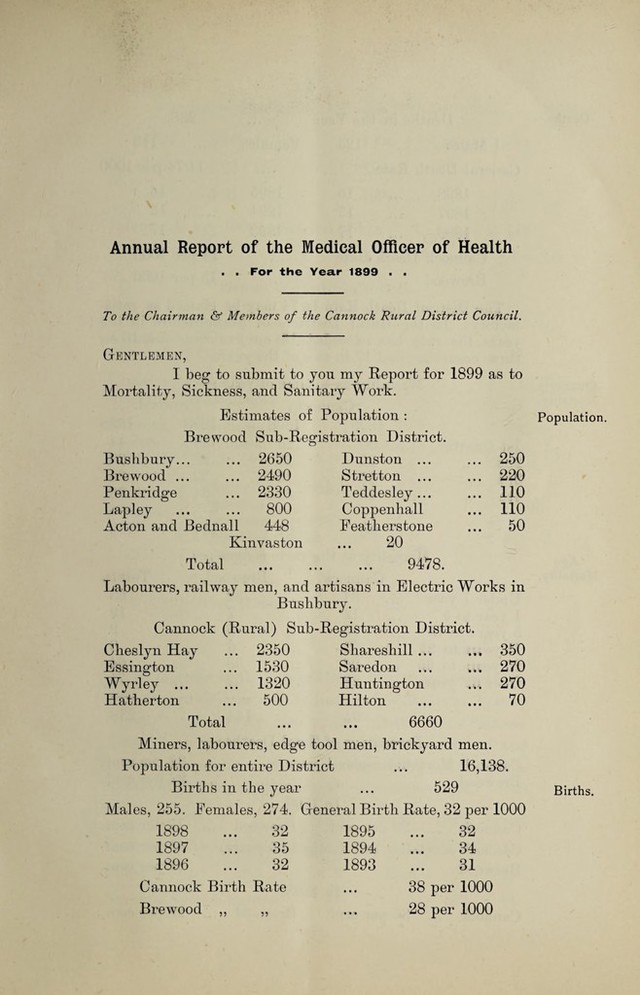 Annual Report of the Medical Officer of Health
. . For the Year 1899 . .
To the Chairman & Members of the Cannock Rural District Council.
GENTLEMEN,
I beg to submit to you my Report for 1899 as to
Mortality, Sickness, and Sanitary Work.
Estimates of Population : Population.
Brewood Sub-Registration District.
Bushbury... ... 2650 Dunston ... ... 250
Brewood ... ... 2490 Stretton ... ... 220
Penkridge ... 2330 Teddesley ... ... 110
Lapley ... ... 800 Coppenhall ... 110
Acton and Bednall 448 Featherstone ... 50
Kinvaston ... 20
Total ... ... ... 9478.
Labourers, railway men, and artisans in Electric Works in
Bushbury.
Cannock (Rural) Sub-Registration District.
Cheslyn Hay ... 2350 Shareshill ... ... 350
Essington ... 1530 Saredon ... ... 270
Wyrley ... ... 1320 Huntington ... 270
Hatherton ... 500 Hilton ... ... 70
Total ... ... 6660
Miners, labourers, edge tool men, brickyard men.
Population for entire District ... 16,138.
Births in the year ... 529 Births.
Males, 255. Females, 274. General Birth Rate, 32 per 1000
1898 ... 32 1895 ... 32
1897 ... 35 1894 ... 34
1896 ... 32 1893 ... 31
Cannock Birth Rate ... 38 per 1000
Brewood „ „ ... 28 per 1000